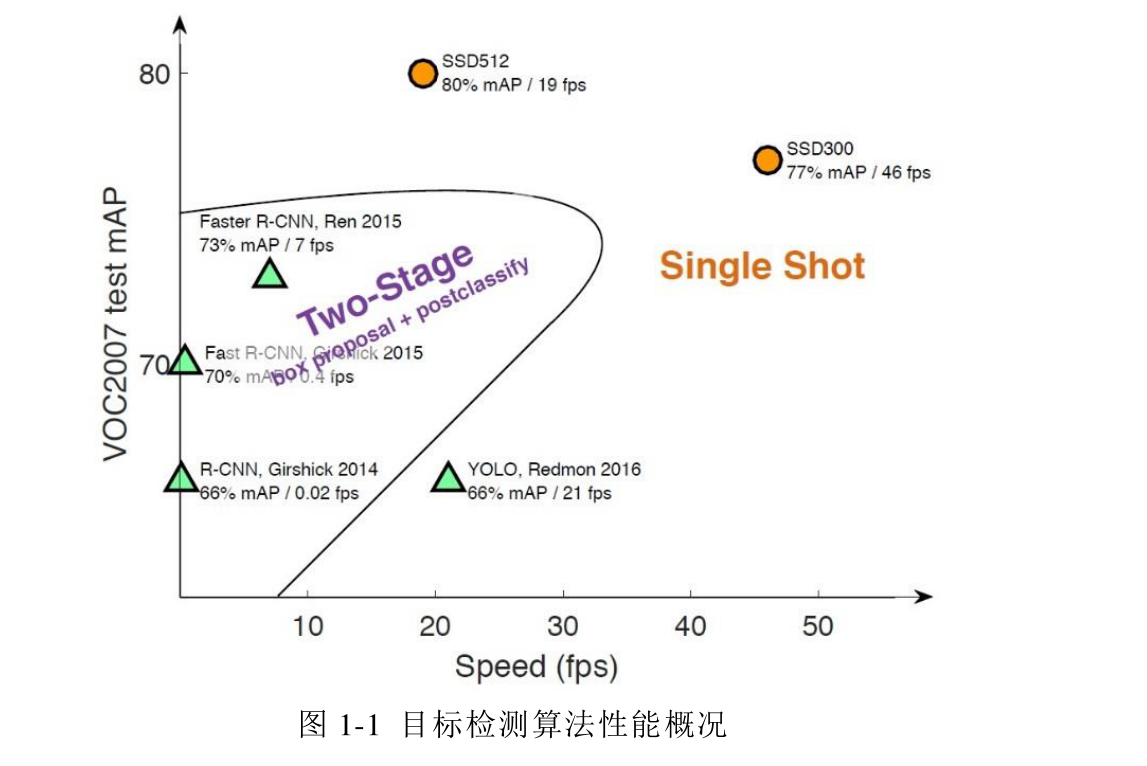 80
SSD512
80% mAP / 19 fps
SSD300
77% mAP / 46 fps
VOC2007 test mAP
Faster R-CNN, Ren 2015
73% mAP / 7 fps
Two-Stage
box proposal + postclassify
Single Shot
70
Fast R-CNN, Girshick 2015
70% mAP / 0.4 fps
R-CNN, Girshick 2014
66% mAP / 0.02 fps
YOLO, Redmon 2016
66% mAP / 21 fps
10 20 30 40 50
Speed (fps)
图 1-1 目标检测算法性能概况